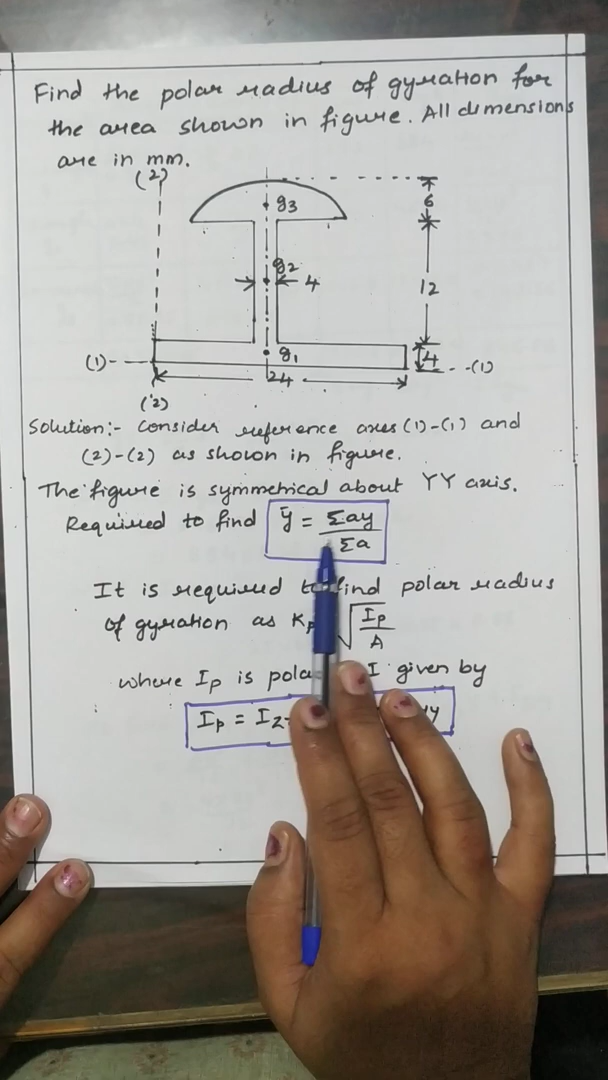 Find the polar radius of gyration for
the area shown in figure. All dimensions
are in mm.
(2)
g3
6
g2
4
12
g1
4
(1)-
-(1)
24
(2)
Solution:- Consider reference axes (1)-(1) and
(2)-(2) as shown in figure.
The figure is symmetrical about YY axis.
Required to find ȳ = Σay / Σa
It is required to find polar radius
of gyration as Kp √ Ip / A
where Ip is polar I given by
Ip = Iz